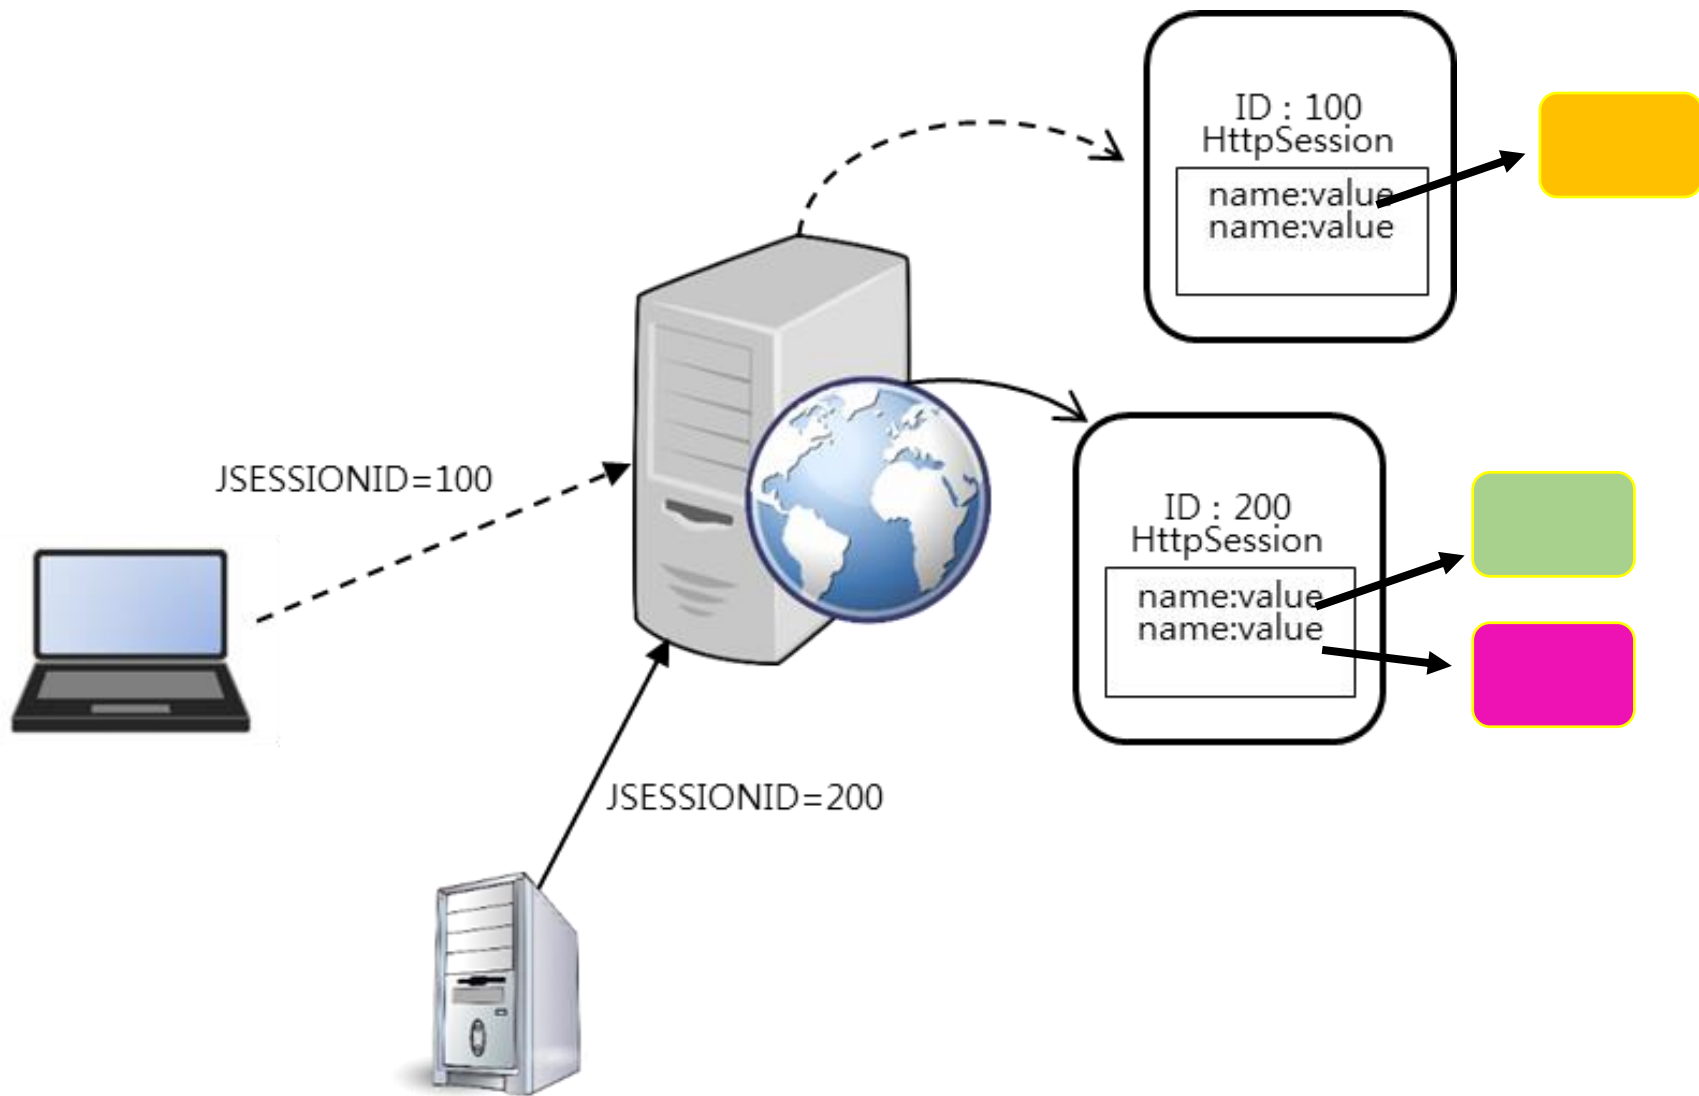 ID : 100
HttpSession
name:value
name:value
JSESSIONID=100
ID : 200
HttpSession
name:value
name:value
JSESSIONID=200